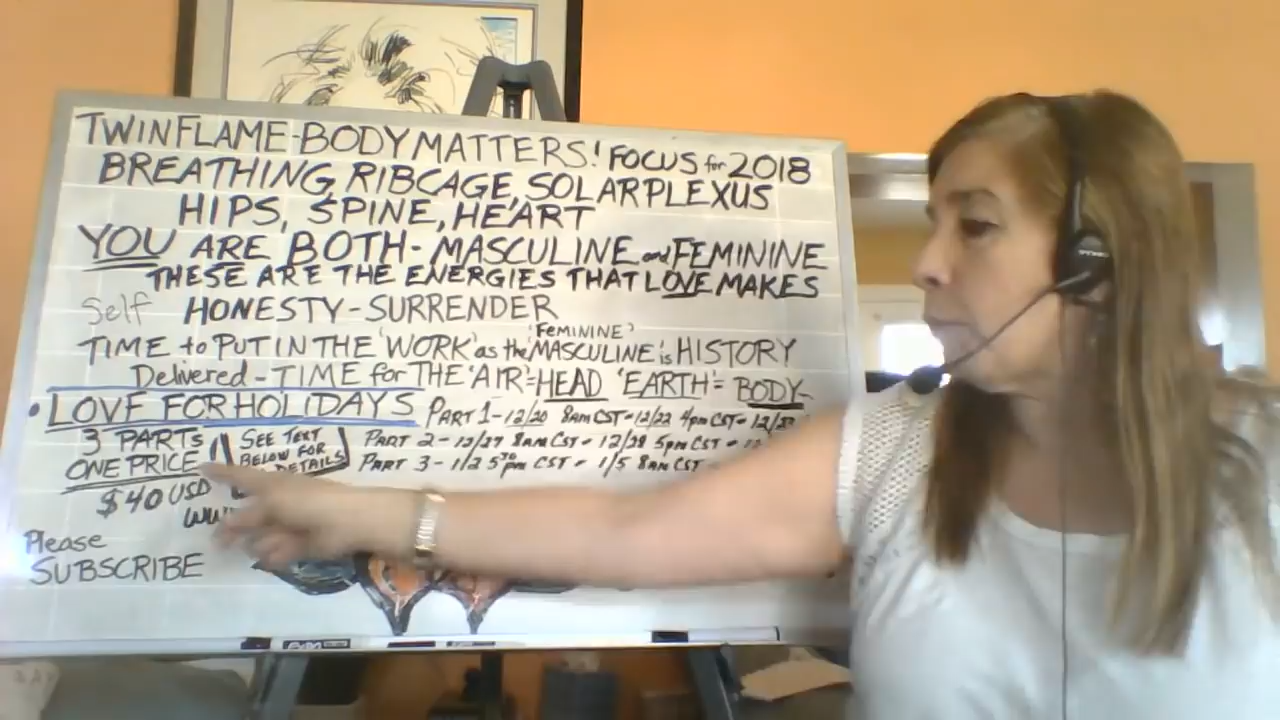 TWINFLAME-BODY MATTERS! FOCUS for 2018
BREATHING, RIBCAGE, SOLARPLEXUS
HIPS, SPINE, HEART
YOU ARE BOTH - MASCULINE and FEMININE
THESE ARE THE ENERGIES THAT LOVE MAKES
Self HONESTY - SURRENDER
'FEMININE'
TIME to PUT IN THE 'WORK' as the 'MASCULINE' is HISTORY
Delivered - TIME for THE 'AIR'=HEAD 'EARTH'= BODY-
• LOVE FOR HOLIDAYS PART 1 - 12/20 8AM CST - 12/22 4pm CST -
3 PARTS SEE TEXT PART 2 - 12/27 8AM CST - 12/28 5pm CST -
ONE PRICE BELOW FOR PART 3 - 1/2 5:30pm CST - 1/5 8AM CST
DETAILS
$40 USD
Please
SUBSCRIBE